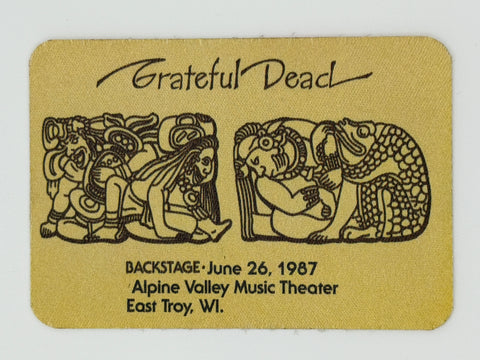 Grateful Dead
BACKSTAGE·June 26, 1987
Alpine Valley Music Theater
East Troy, WI.